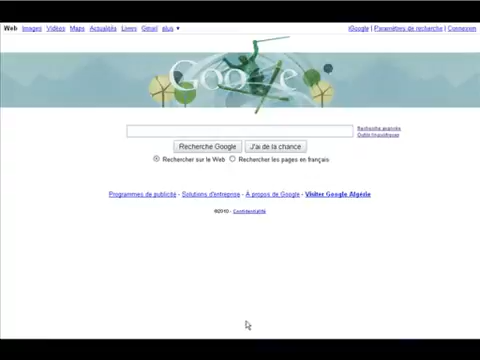 Web Images Vidéos Maps Actualités Livres Gmail plus ▼
iGoogle | Paramètres de recherche | Connexion
Google
Recherche avancée
Outils linguistiques
Recherche Google J'ai de la chance
Rechercher sur le Web Rechercher les pages en français
Programmes de publicité - Solutions d'entreprise - À propos de Google - Visiter Google Algérie
©2010 - Confidentialité